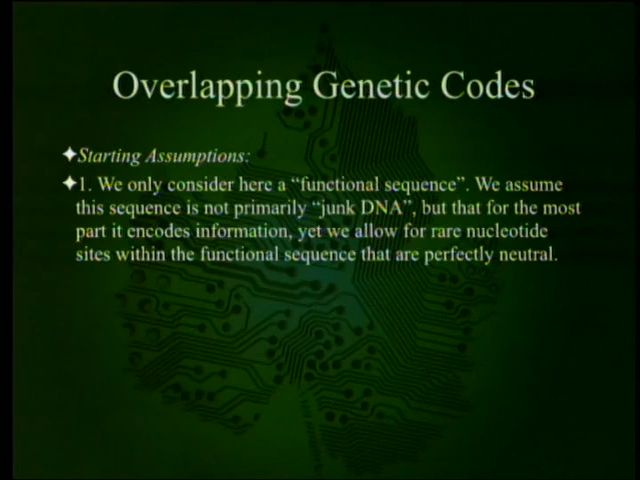 Overlapping Genetic Codes
Starting Assumptions:
1. We only consider here a “functional sequence”. We assume
this sequence is not primarily “junk DNA”, but that for the most
part it encodes information, yet we allow for rare nucleotide
sites within the functional sequence that are perfectly neutral.